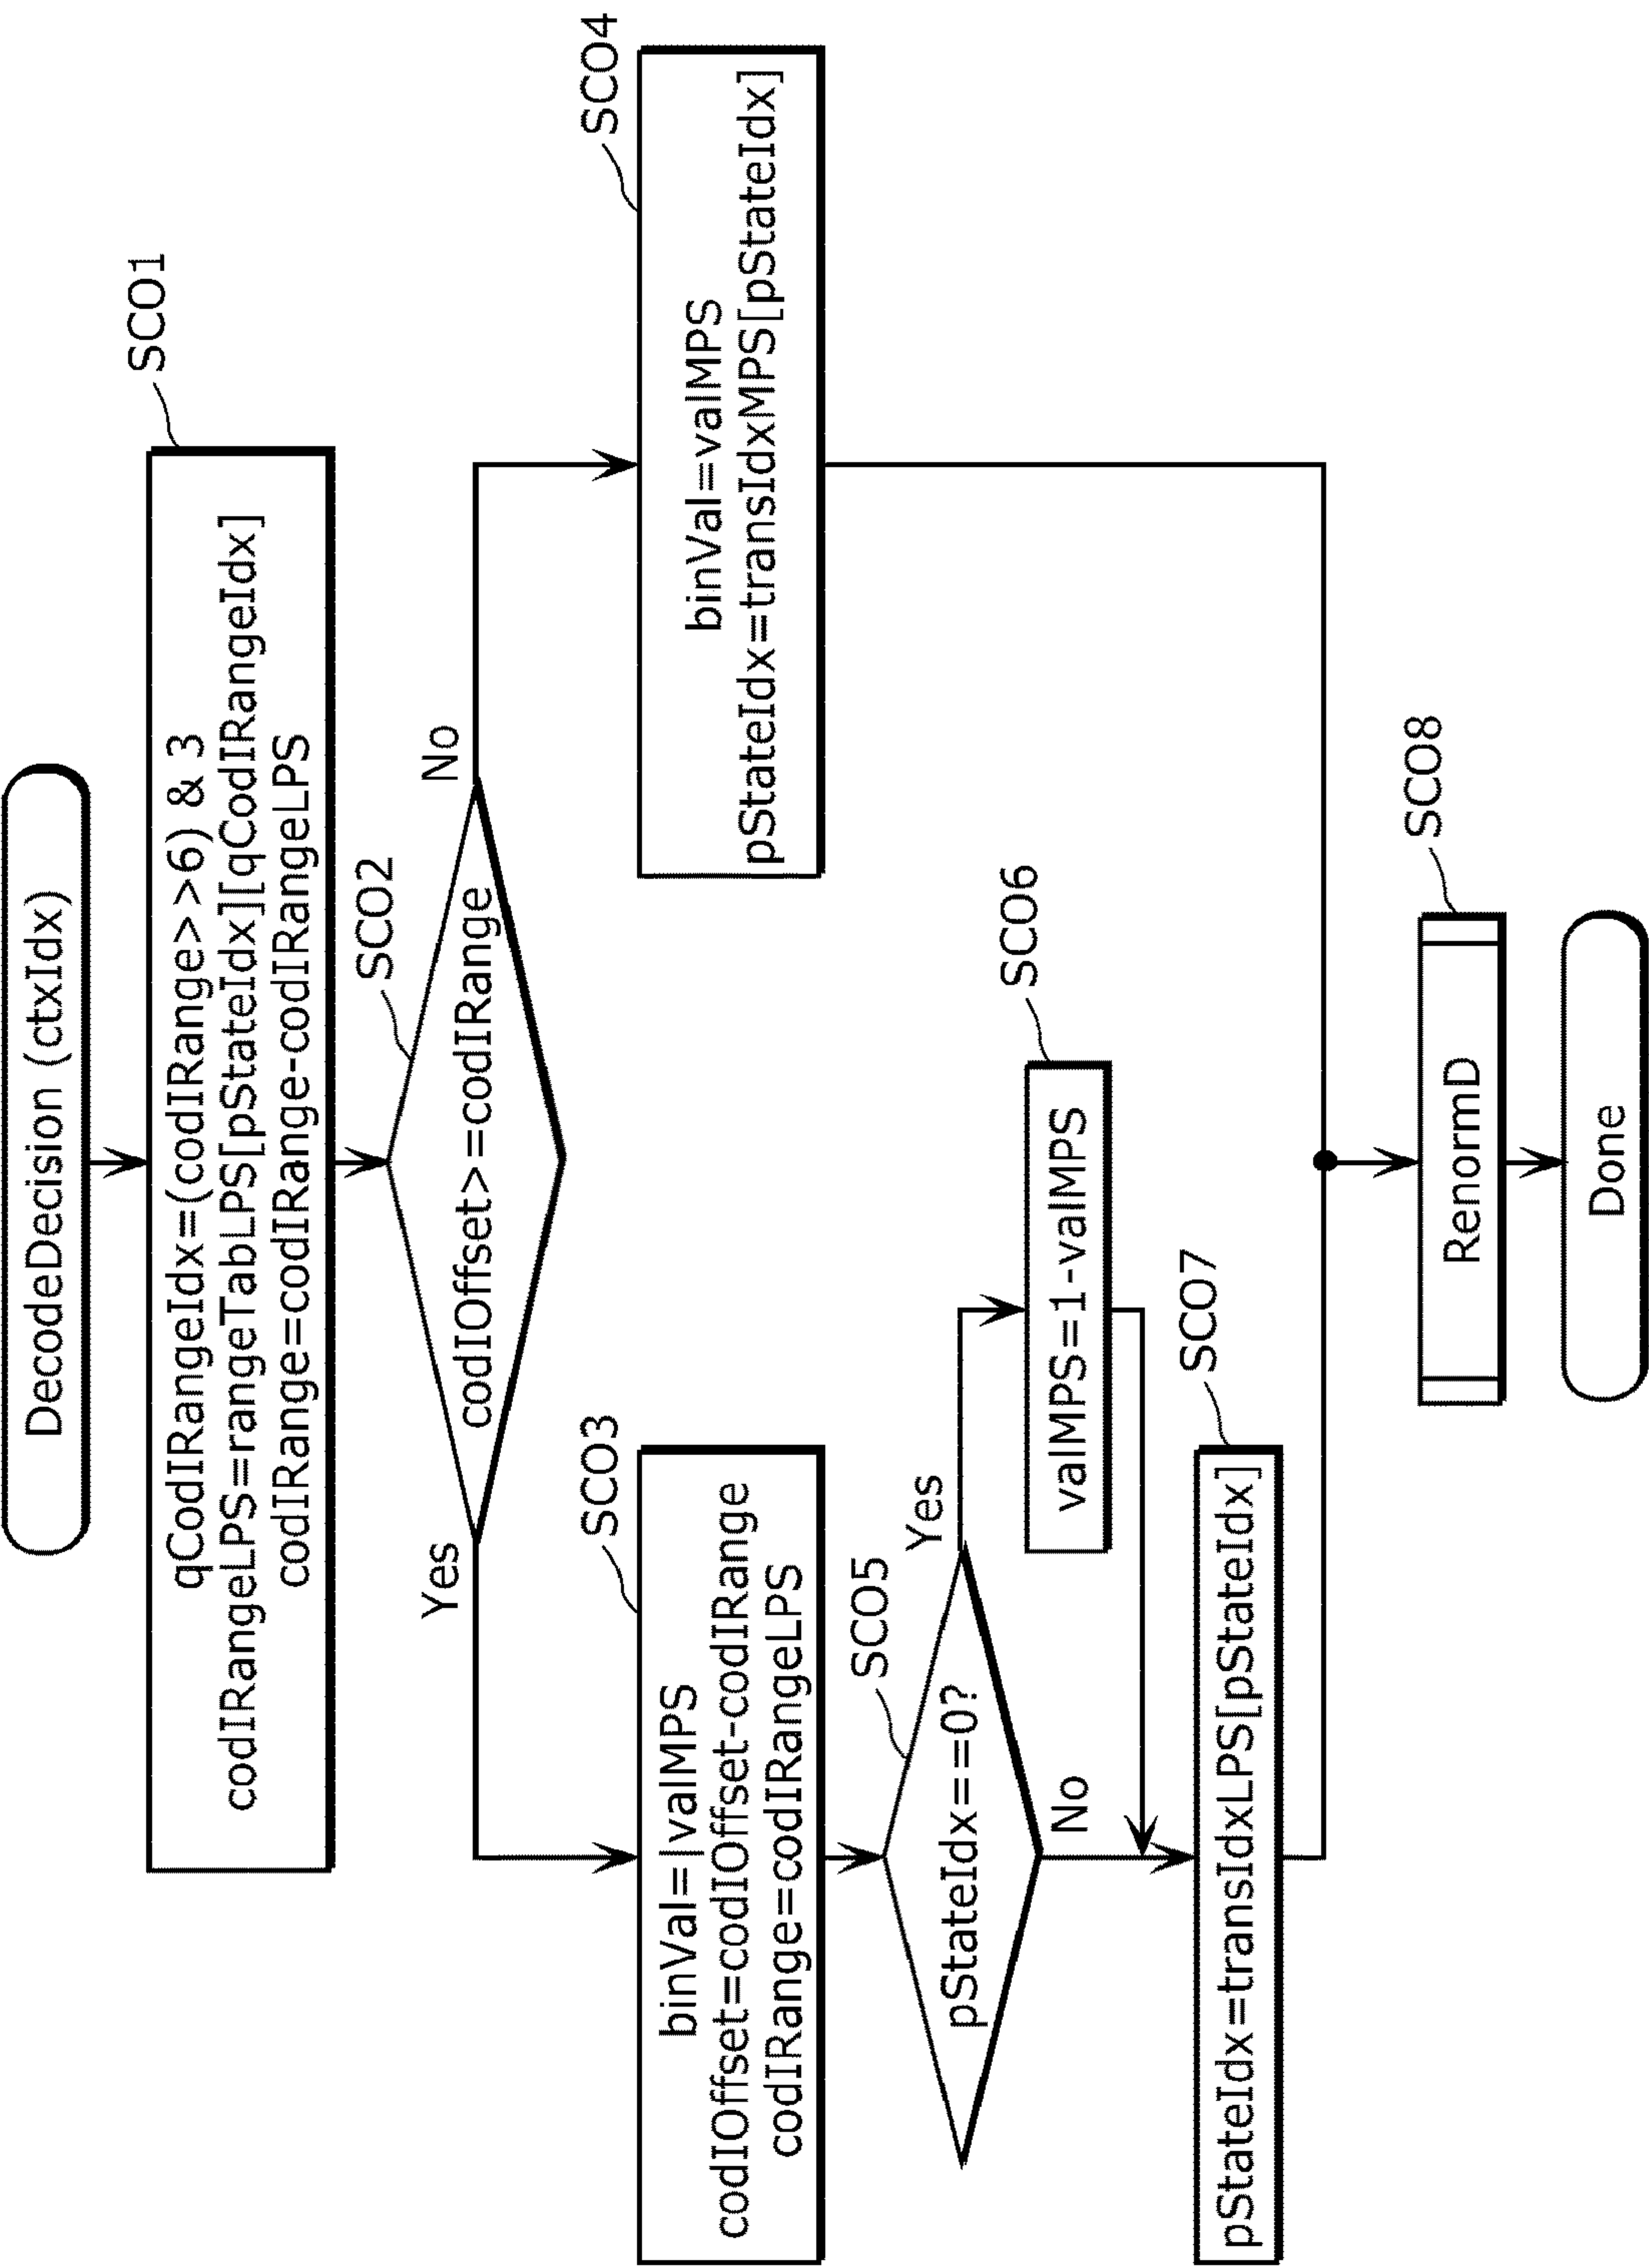 DecodeDecision (ctxIdx)
SC01
qCodIRangeIdx=(codIRange>>6) & 3
codIRangeLPS=rangeTabLPS[pStateIdx][qCodIRangeIdx]
codIRange=codIRange-codIRangeLPS
SC02
codIOffset>=codIRange
Yes
No
SC03
binVal=|valMPS
codIOffset=codIOffset-codIRange
codIRange=codIRangeLPS
SC04
binVal=valMPS
pStateIdx=transIdxMPS[pStateIdx]
SC05
pStateIdx==0?
Yes
No
SC06
valMPS=1-valMPS
SC07
pStateIdx=transIdxLPS[pStateIdx]
SC08
RenormD
Done